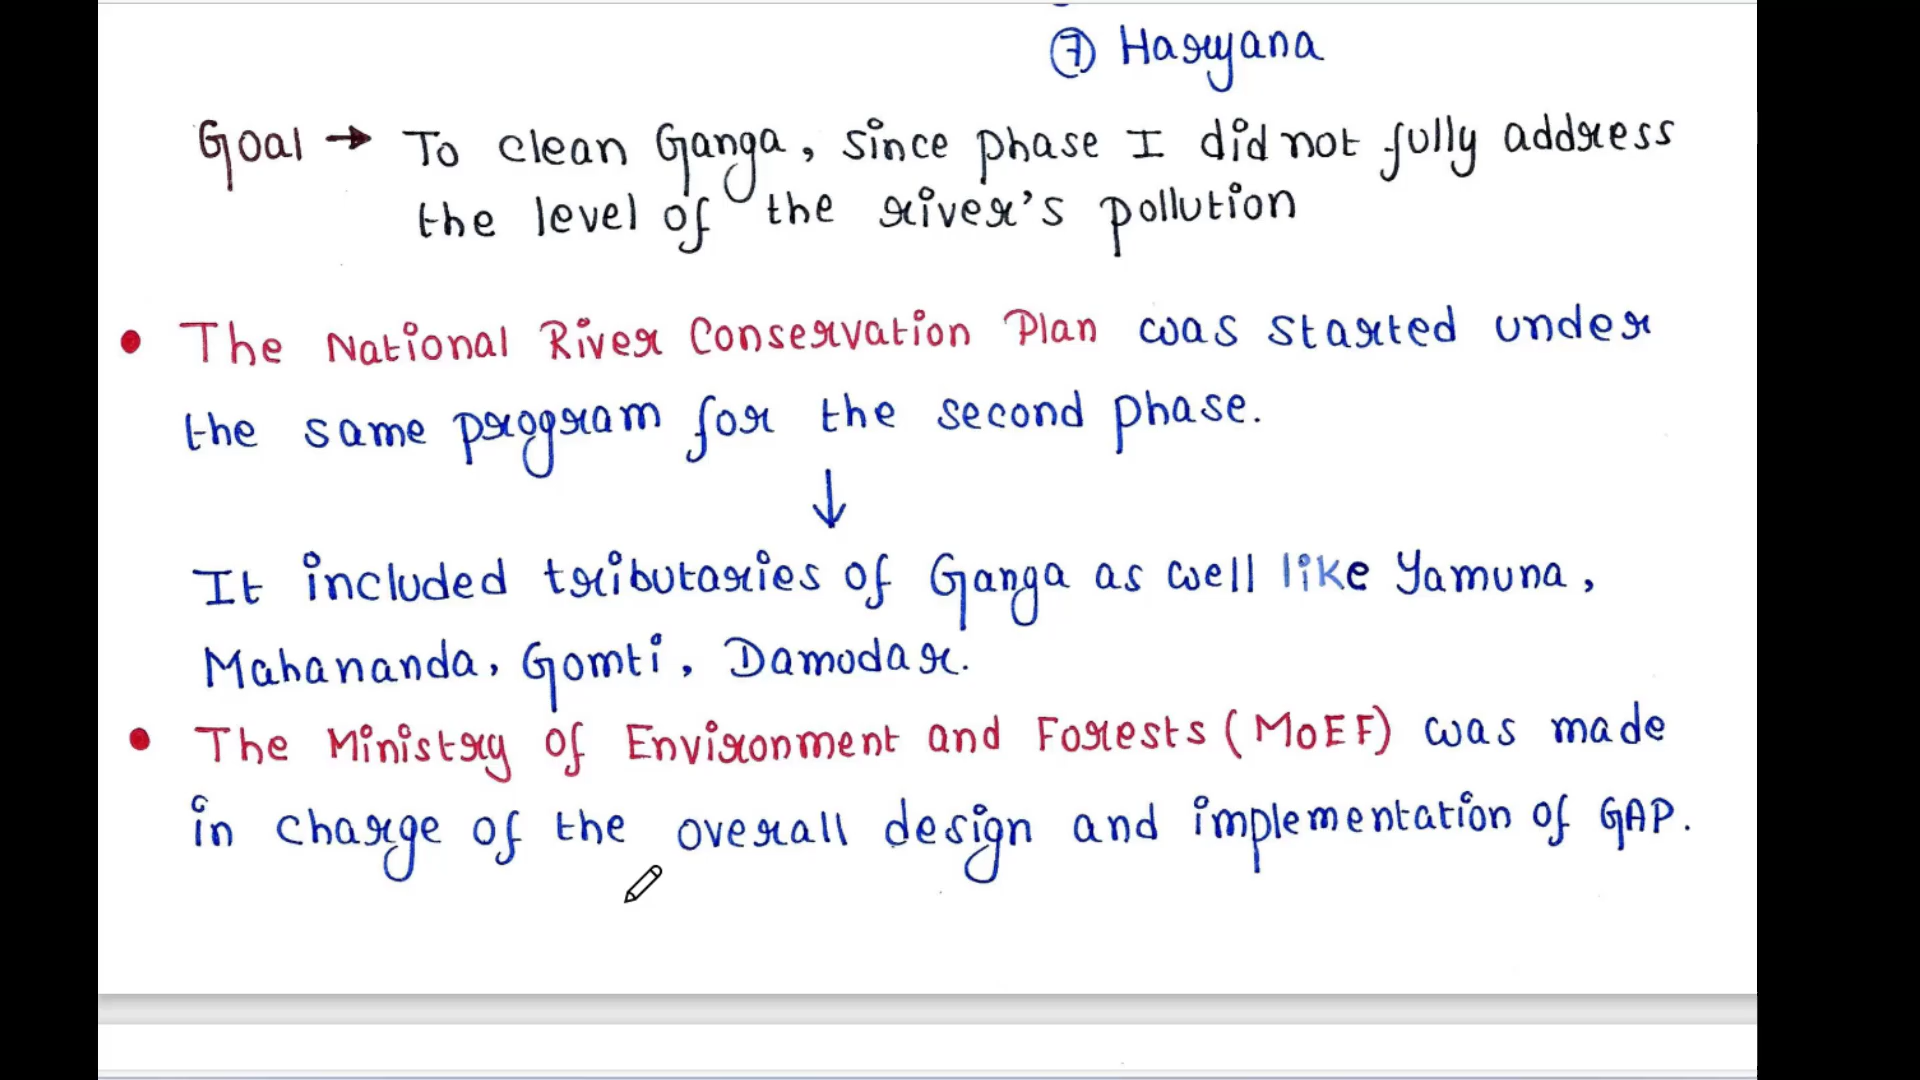 ⑦ Haryana
Goal → To clean Ganga, since phase I did not fully address
the level of the river's pollution
• The National River Conservation Plan was started under
the same program for the second phase.
↓
It included tributaries of Ganga as well like Yamuna,
Mahananda, Gomti, Damodar.
• The Ministry of Environment and Forests (MoEF) was made
in charge of the overall design and implementation of GAP.